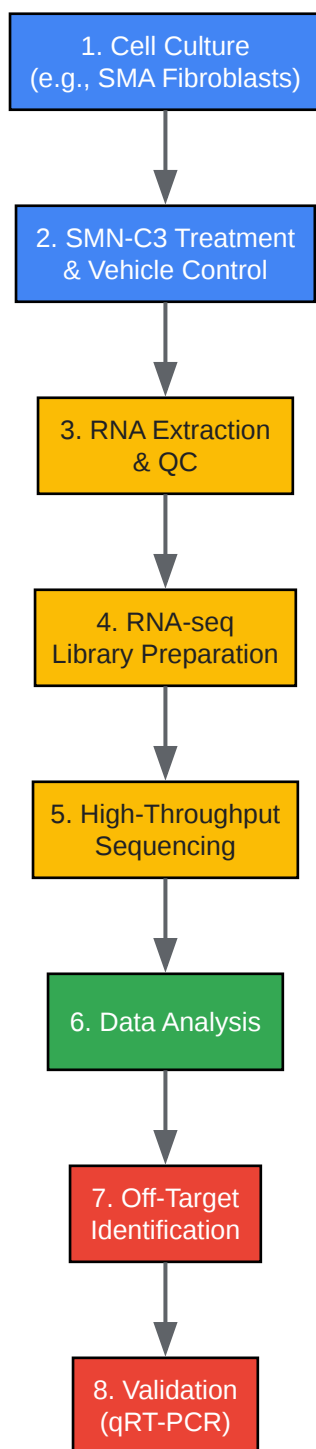 1. Cell Culture
(e.g., SMA Fibroblasts)
2. SMN-C3 Treatment
& Vehicle Control
3. RNA Extraction
& QC
4. RNA-seq
Library Preparation
5. High-Throughput
Sequencing
6. Data Analysis
7. Off-Target
Identification
8. Validation
(qRT-PCR)